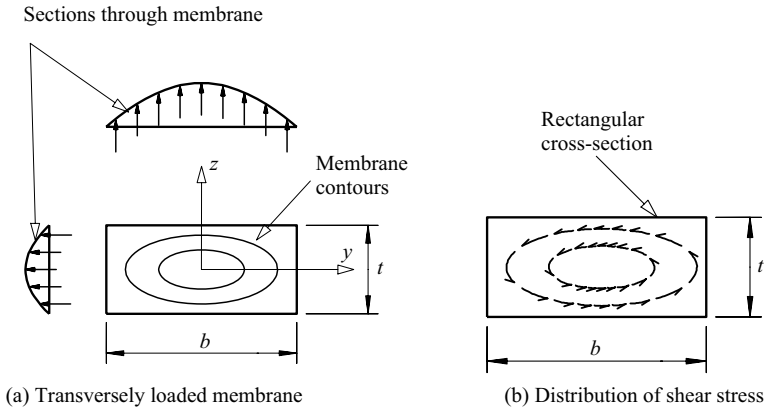 Sections through membrane
z
Membrane
contours
y
t
b
(a) Transversely loaded membrane
Rectangular
cross-section
t
b
(b) Distribution of shear stress